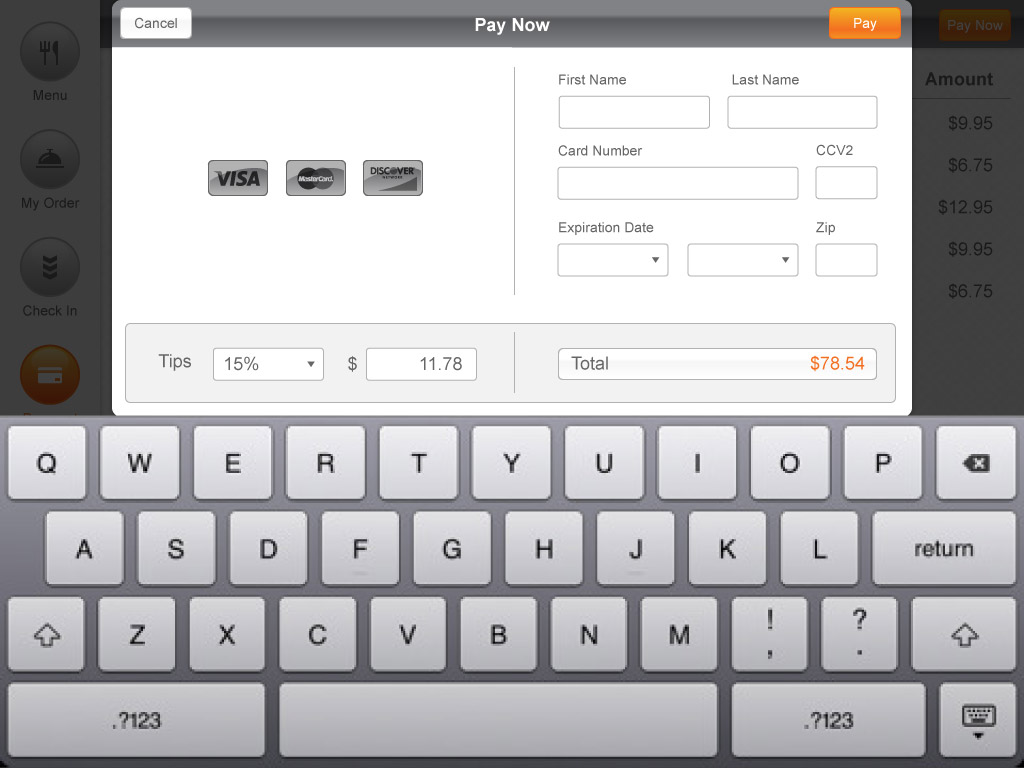 Cancel
Pay Now
Pay
Pay Now
Menu
My Order
Check In
Amount
$9.95
$6.75
$12.95
$9.95
$6.75
VISA
MasterCard.
DISCOVER
First Name
Last Name
Card Number
CCV2
Expiration Date
Zip
Tips
15%
$
11.78
Total
$78.54
Q W E R T Y U I O P
A S D F G H J K L return
Z X C V B N M ! , ? .
.?123 .?123